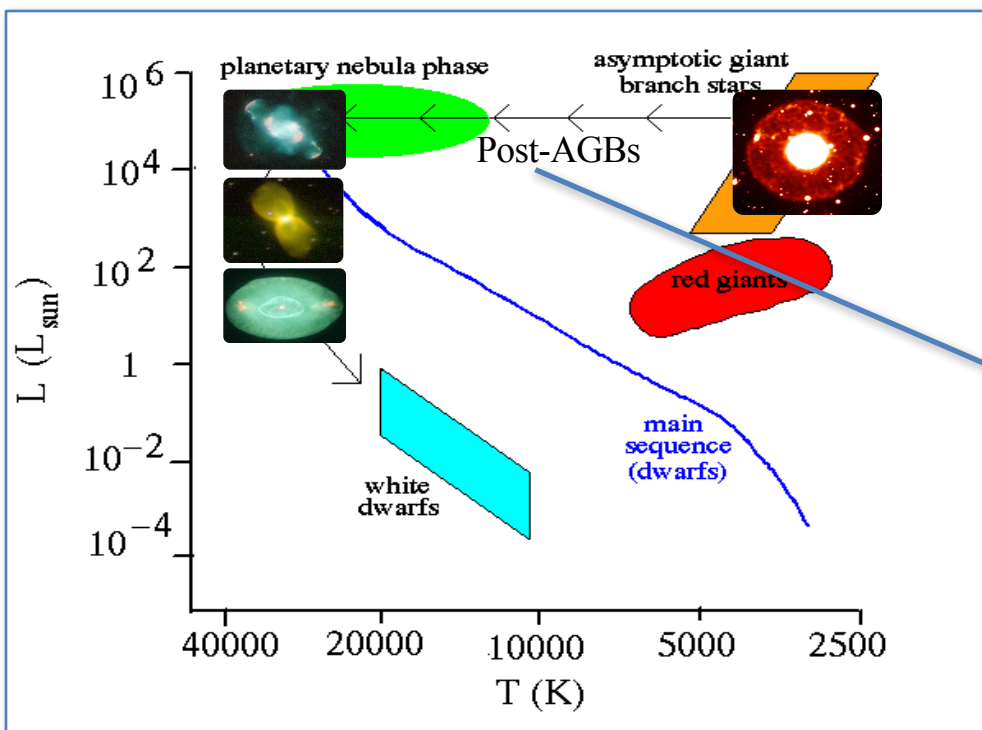 planetary nebula phase
asymptotic giant
branch stars
Post-AGBs
10^6
10^4
10^2
1
10^-2
10^-4
L (L_sun)
red giants
main
sequence
(dwarfs)
white
dwarfs
40000 20000 10000 5000 2500
T (K)